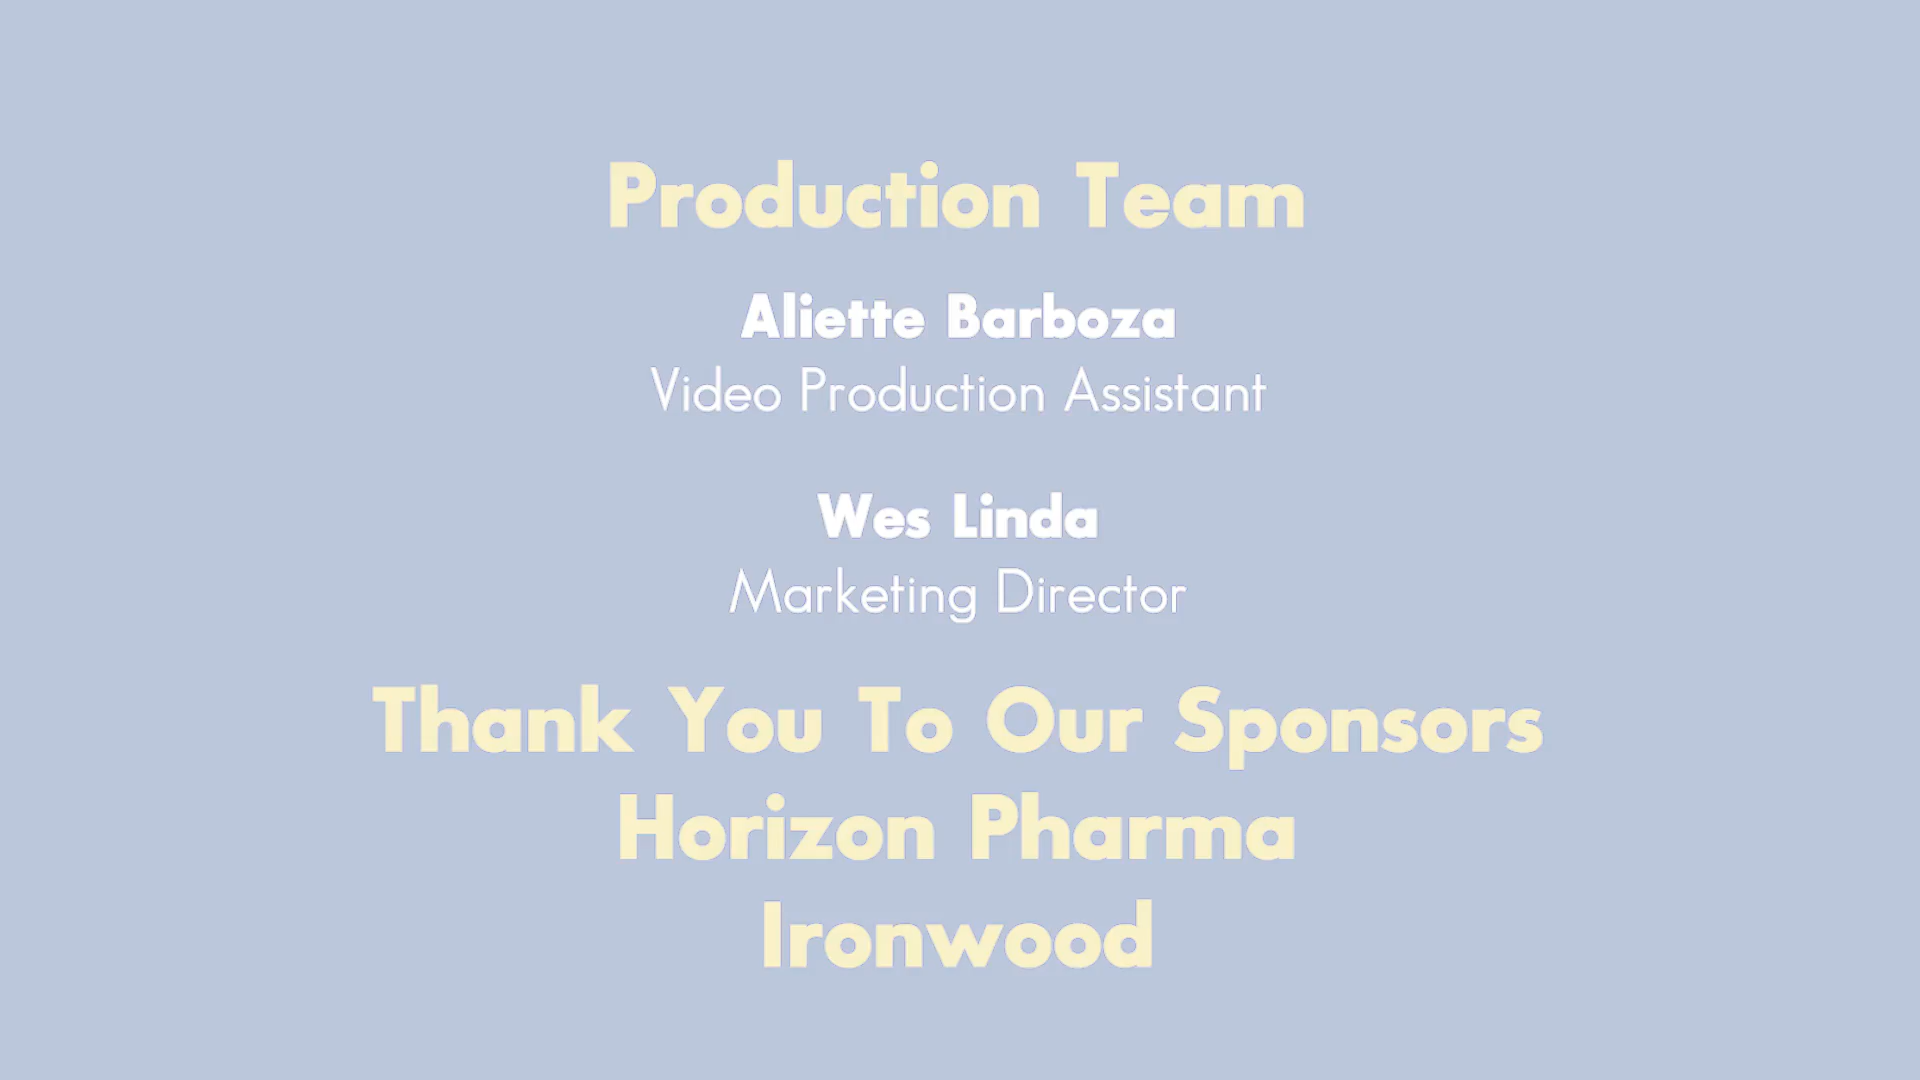 Production Team
Aliette Barboza
Video Production Assistant
Wes Linda
Marketing Director
Thank You To Our Sponsors
Horizon Pharma
Ironwood